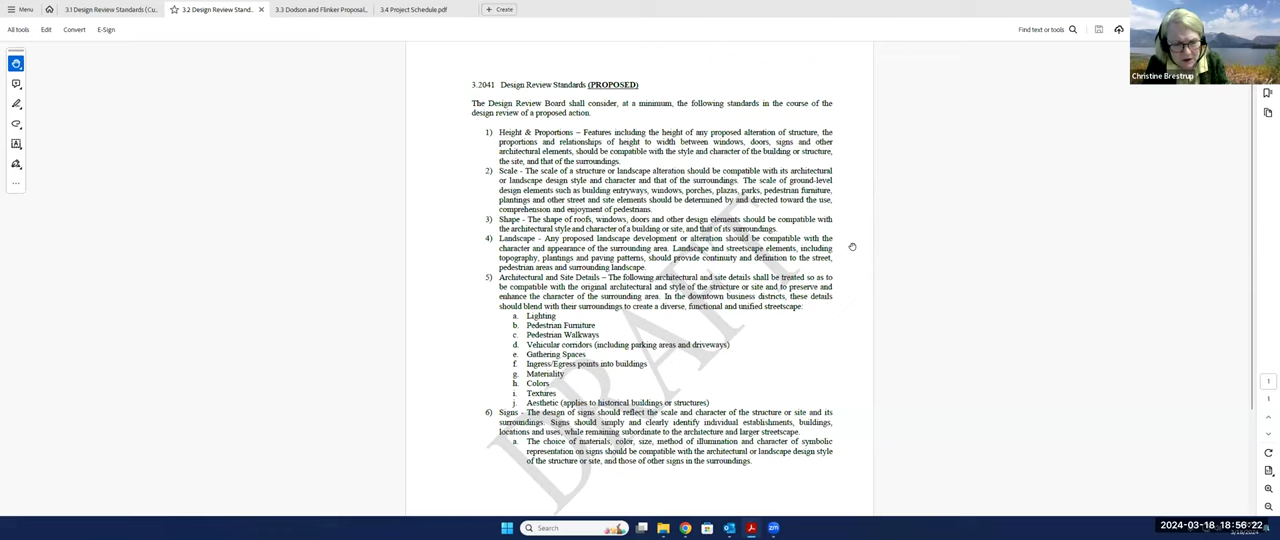 Menu
3.1 Design Review Standards (Cu...
3.2 Design Review Stand...
3.3 Dodson and Flinker Proposal...
3.4 Project Schedule.pdf
Create
All tools
Edit
Convert
E-Sign
Find text or tools
Christine Brestrup
3.2041 Design Review Standards (PROPOSED)
The Design Review Board shall consider, at a minimum, the following standards in the course of the
design review of a proposed action.
1) Height & Proportions – Features including the height of any proposed alteration of structure, the
proportions and relationships of height to width between windows, doors, signs and other
architectural elements, should be compatible with the style and character of the building or structure,
the site, and that of the surroundings.
2) Scale - The scale of a structure or landscape alteration should be compatible with its architectural
or landscape design style and character and that of the surroundings. The scale of ground-level
design elements such as building entryways, windows, porches, plazas, parks, pedestrian furniture,
plantings and other street and site elements should be determined by and directed toward the use,
comprehension and enjoyment of pedestrians.
3) Shape - The shape of roofs, windows, doors and other design elements should be compatible with
the architectural style and character of a building or site, and that of its surroundings.
4) Landscape - Any proposed landscape development or alteration should be compatible with the
character and appearance of the surrounding area. Landscape and streetscape elements, including
topography, plantings and paving patterns, should provide continuity and definition to the street,
pedestrian areas and surrounding landscape.
5) Architectural and Site Details – The following architectural and site details shall be treated so as to
be compatible with the original architectural and style of the structure or site and to preserve and
enhance the character of the surrounding area. In the downtown business districts, these details
should blend with their surroundings to create a diverse, functional and unified streetscape:
a. Lighting
b. Pedestrian Furniture
c. Pedestrian Walkways
d. Vehicular corridors (including parking areas and driveways)
e. Gathering Spaces
f. Ingress/Egress points into buildings
g. Materiality
h. Colors
i. Textures
j. Aesthetic (applies to historical buildings or structures)
6) Signs - The design of signs should reflect the scale and character of the structure or site and its
surroundings. Signs should simply and clearly identify individual establishments, buildings,
locations and uses, while remaining subordinate to the architecture and larger streetscape.
a. The choice of materials, color, size, method of illumination and character of symbolic
representation on signs should be compatible with the architectural or landscape design style
of the structure or site, and those of other signs in the surroundings.
DRAFT
1
1
Search
2024-03-18 18:56:22